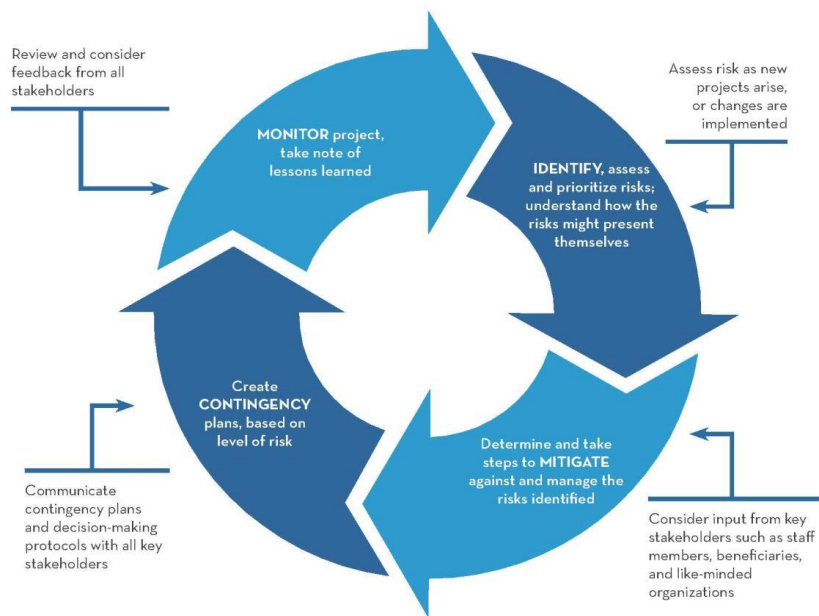 Review and consider
feedback from all
stakeholders
MONITOR project,
take note of
lessons learned
Assess risk as new
projects arise,
or changes are
implemented
IDENTIFY, assess
and prioritize risks;
understand how the
risks might present
themselves
Create
CONTINGENCY
plans, based on
level of risk
Determine and take
steps to MITIGATE
against and manage the
risks identified
Communicate
contingency plans
and decision-making
protocols with all key
stakeholders
Consider input from key
stakeholders such as staff
members, beneficiaries,
and like-minded
organizations